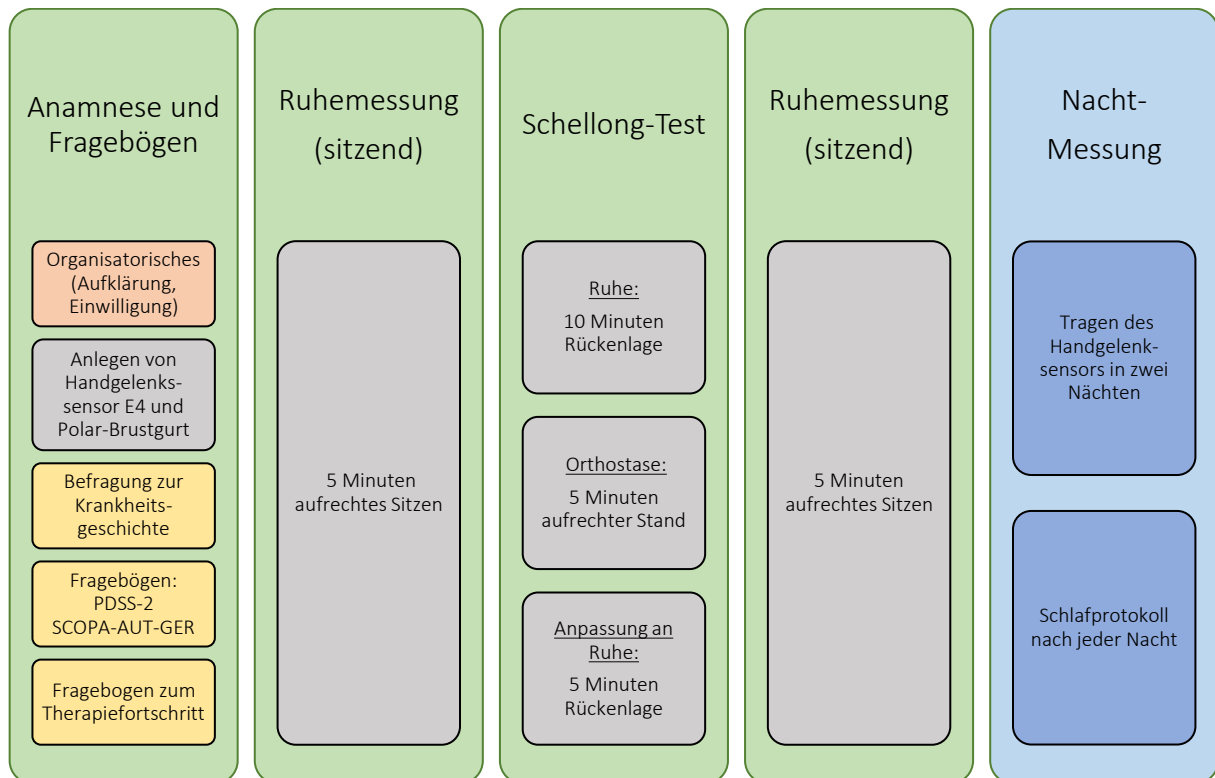 Anamnese und
Fragebögen
Organisatorisches
(Aufklärung,
Einwilligung)
Anlegen von
Handgelenks-
sensor E4 und
Polar-Brustgurt
Befragung zur
Krankheits-
geschichte
Fragebögen:
PDSS-2
SCOPA-AUT-GER
Fragebogen zum
Therapiefortschritt
Ruhemessung
(sitzend)
5 Minuten
aufrechtes Sitzen
Schellong-Test
Ruhe:
10 Minuten
Rückenlage
Orthostase:
5 Minuten
aufrechter Stand
Anpassung an
Ruhe:
5 Minuten
Rückenlage
Ruhemessung
(sitzend)
5 Minuten
aufrechtes Sitzen
Nacht-
Messung
Tragen des
Handgelenk-
sensors in zwei
Nächten
Schlafprotokoll
nach jeder Nacht